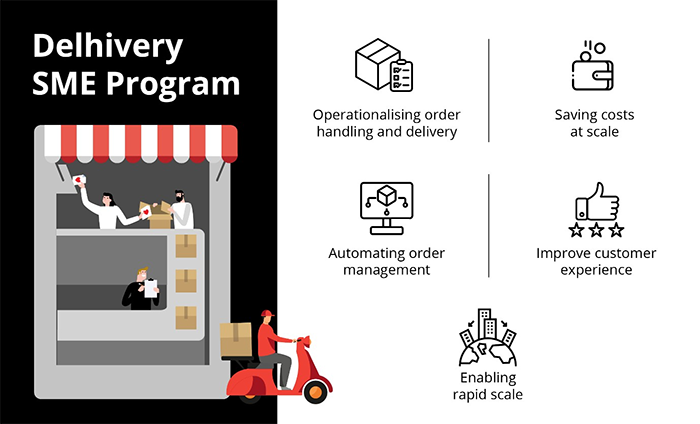 Delhivery
SME Program
Operationalising order
handling and delivery
Saving costs
at scale
Automating order
management
Improve customer
experience
Enabling
rapid scale